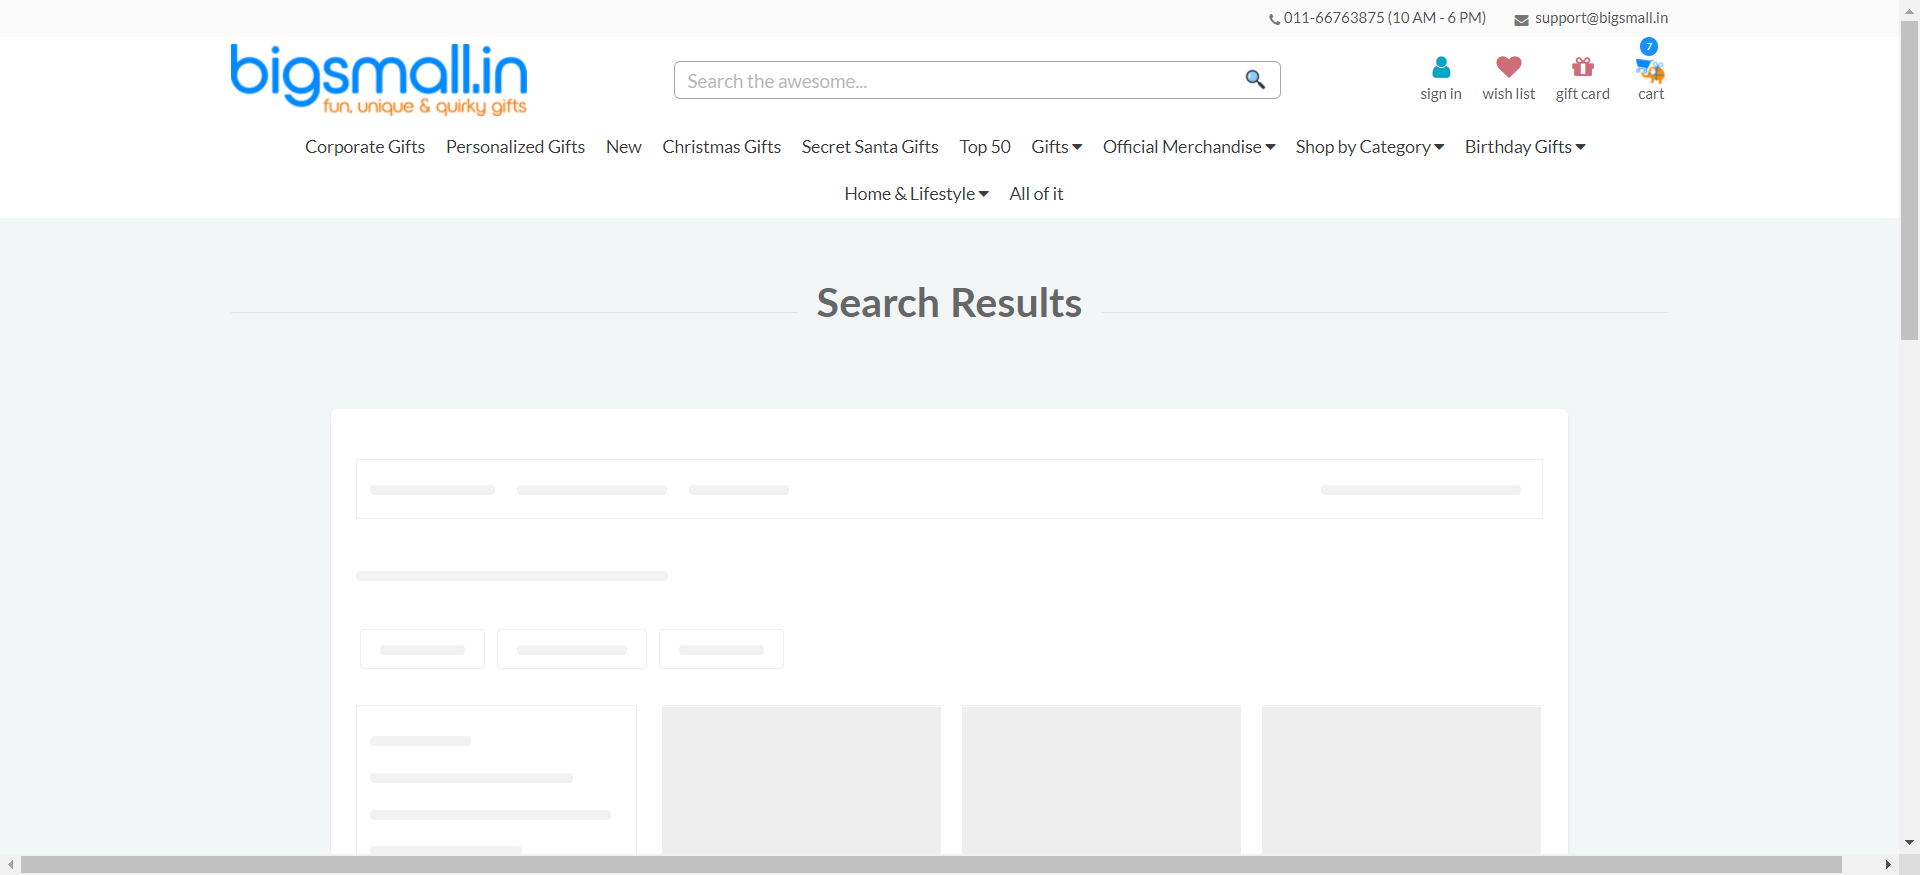 011-66763875 (10 AM - 6 PM) support@bigsmall.in
bigsmall.in
fun, unique & quirky gifts
Search the awesome...
7
sign in wish list gift card cart
Corporate Gifts Personalized Gifts New Christmas Gifts Secret Santa Gifts Top 50 Gifts Official Merchandise Shop by Category Birthday Gifts
Home & Lifestyle All of it
Search Results